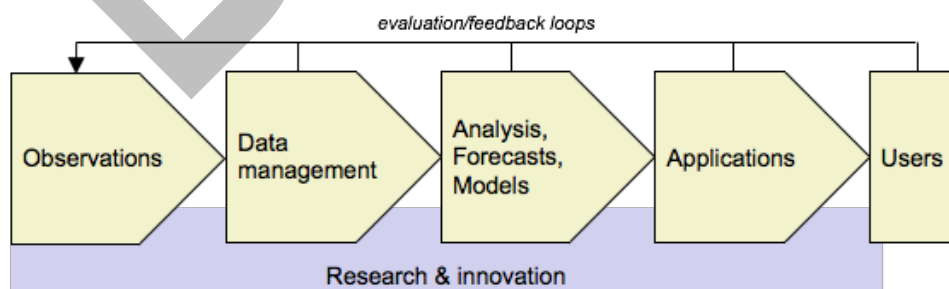 evaluation/feedback loops
Observations
Data
management
Analysis,
Forecasts,
Models
Applications
Users
Research & innovation